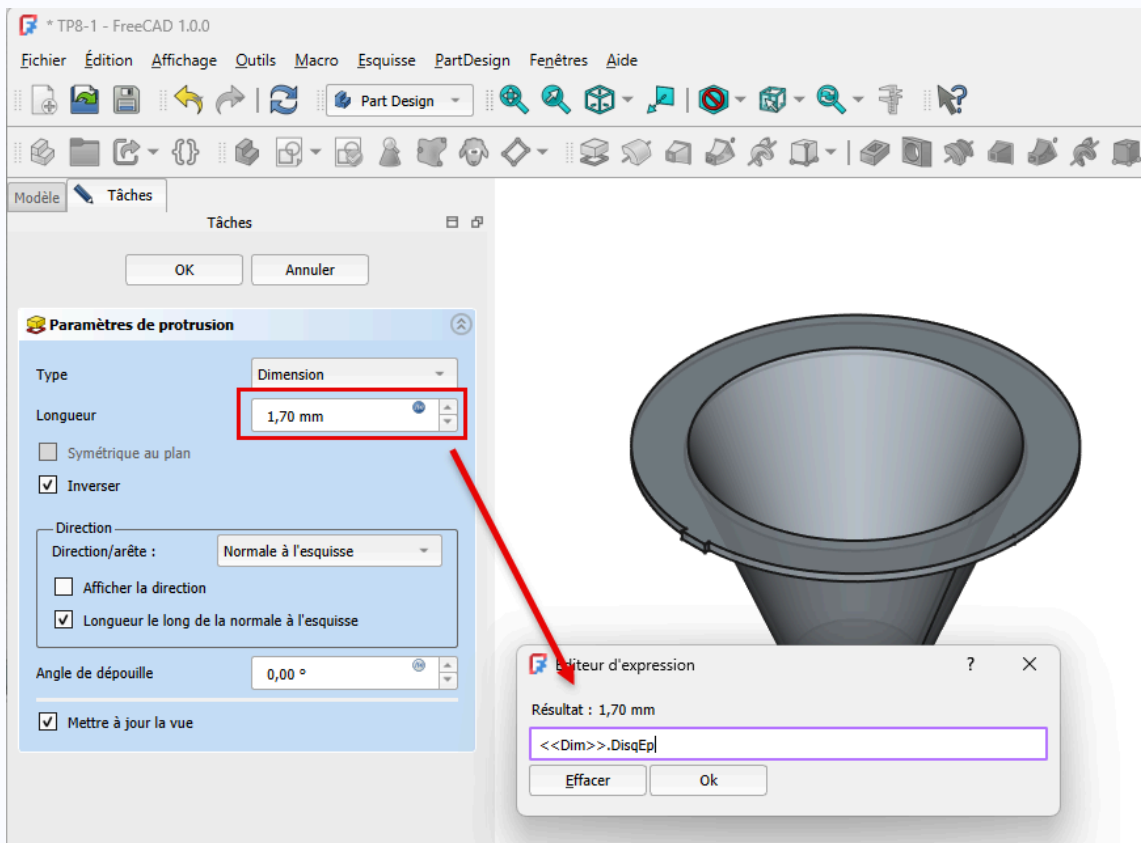 * TP8-1 - FreeCAD 1.0.0
Fichier Édition Affichage Outils Macro Esquisse PartDesign Fenêtres Aide
Part Design
Modèle Tâches
Tâches
OK Annuler
Paramètres de protrusion
Type Dimension
Longueur 1,70 mm
Symétrique au plan
Inverser
Direction
Direction/arête : Normale à l'esquisse
Afficher la direction
Longueur le long de la normale à l'esquisse
Angle de dépouille 0,00 °
Mettre à jour la vue
Éditeur d'expression ?
Résultat : 1,70 mm
<<Dim>>.DisqEp
Effacer Ok